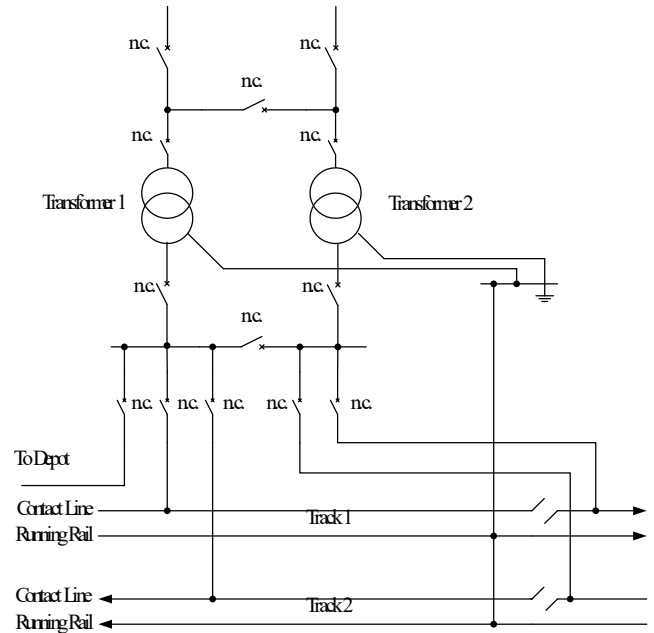 n.c.
n.c.
n.c.
n.c.
n.c.
Transformer 1
Transformer 2
n.c.
n.c.
n.c.
n.c.
n.c.
n.c.
n.c.
n.c.
To Depot
Contact Line
Track 1
Running Rail
Contact Line
Track 2
Running Rail